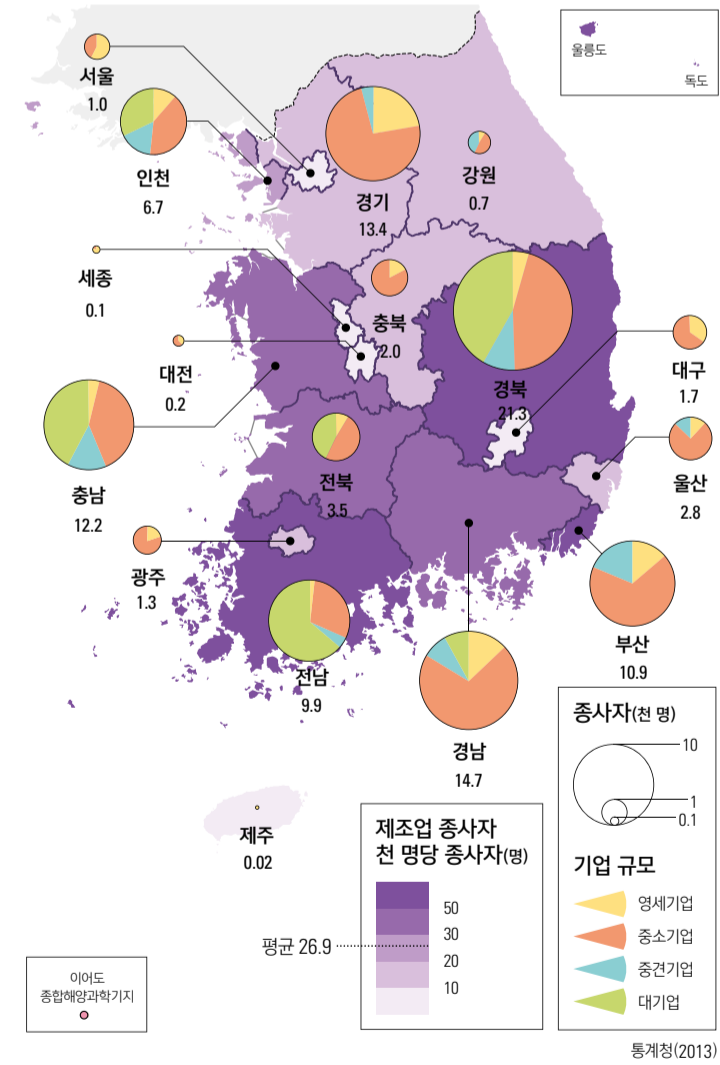 울릉도
독도
서울
1.0
인천
6.7
경기
13.4
강원
0.7
세종
0.1
충북
2.0
대전
0.2
경북
21.3
대구
1.7
충남
12.2
전북
3.5
울산
2.8
광주
1.3
부산
10.9
전남
9.9
경남
14.7
제주
0.02
종사자(천 명)
10
1
0.1
기업 규모
영세기업
중소기업
중견기업
대기업
제조업 종사자
천 명당 종사자(명)
50
30
평균 26.9
20
10
이어도
종합해양과학기지
통계청(2013)